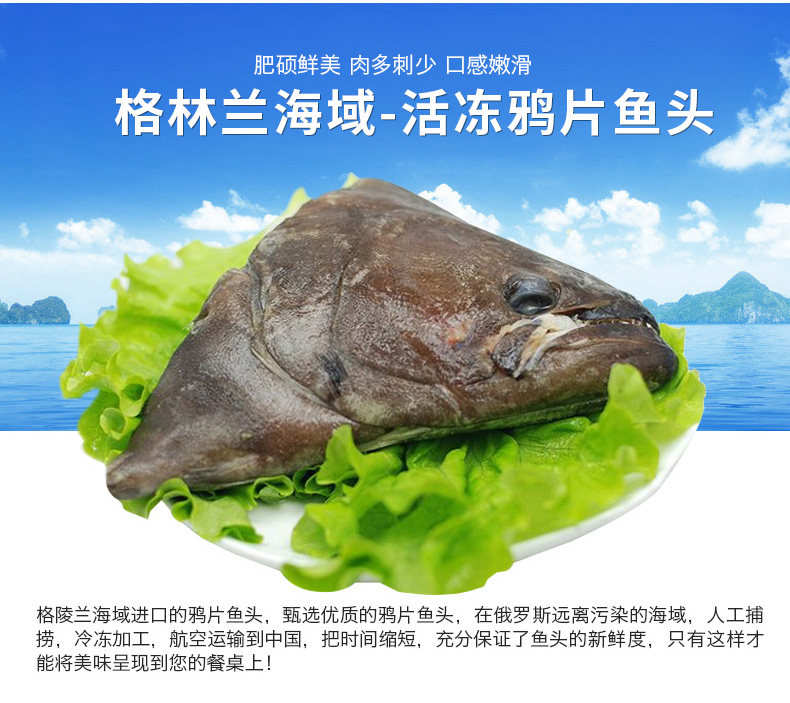 肥硕鲜美 肉多刺少 口感嫩滑
格林兰海域-活冻鸦片鱼头
格陵兰海域进口的鸦片鱼头，甄选优质的鸦片鱼头，在俄罗斯远离污染的海域，人工捕
捞，冷冻加工，航空运输到中国，把时间缩短，充分保证了鱼头的新鲜度，只有这样才
能将美味呈现到您的餐桌上！